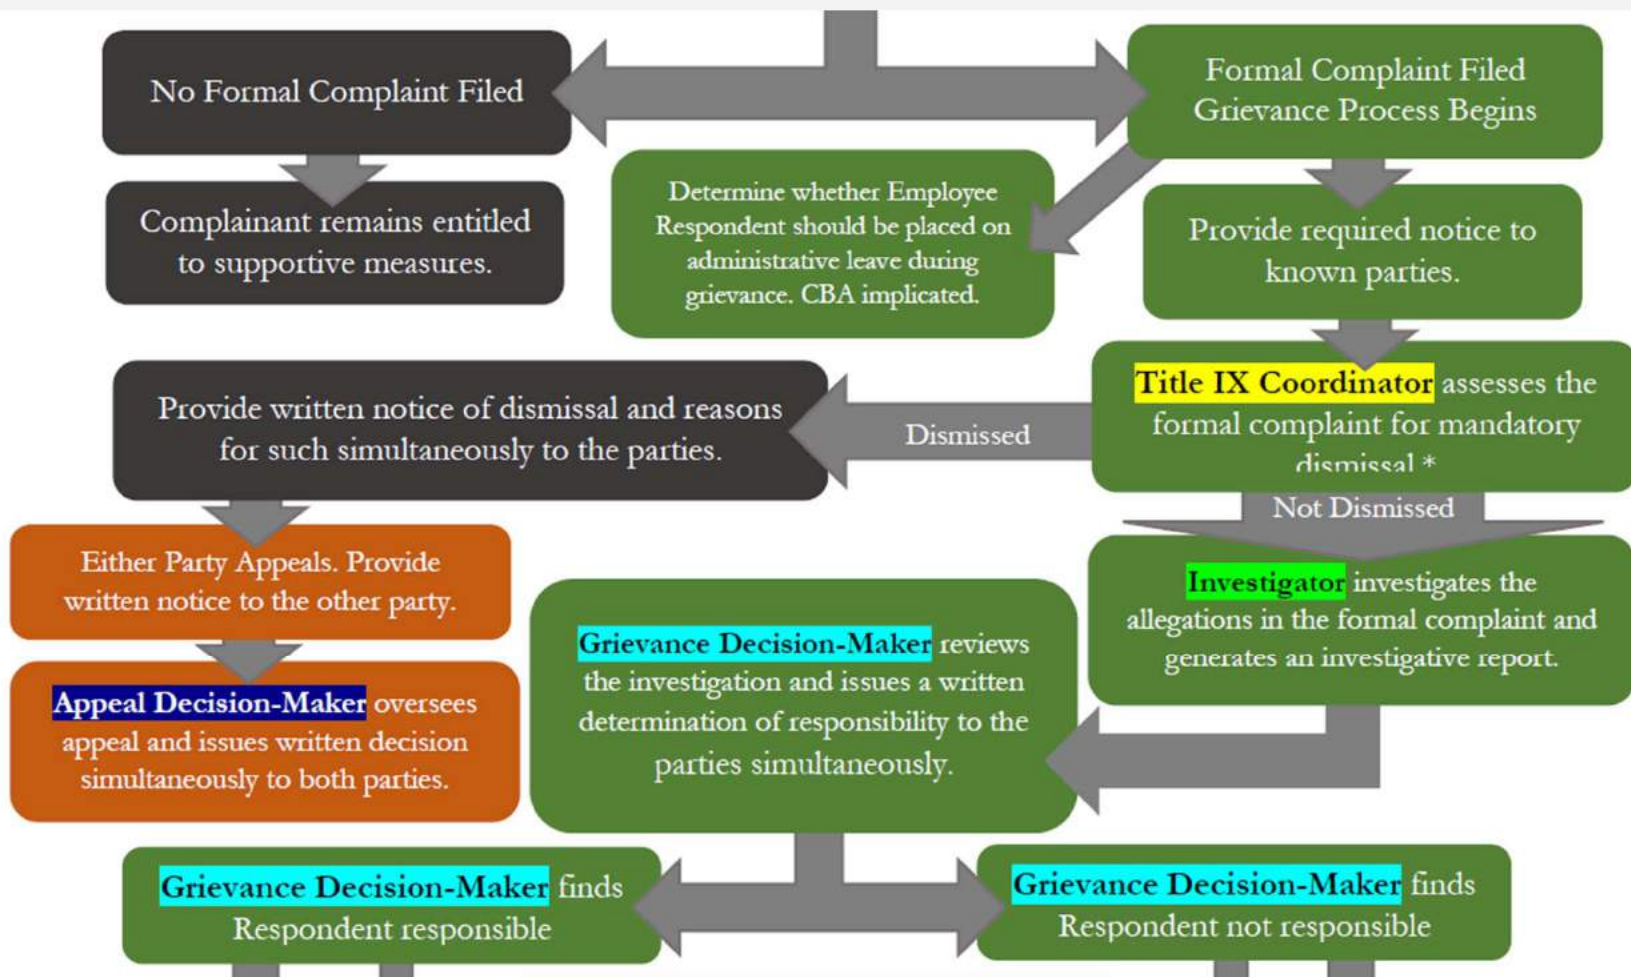 No Formal Complaint Filed
Formal Complaint Filed
Grievance Process Begins
Complainant remains entitled
to supportive measures.
Determine whether Employee
Respondent should be placed on
administrative leave during
grievance. CBA implicated.
Provide required notice to
known parties.
Provide written notice of dismissal and reasons
for such simultaneously to the parties.
Dismissed
Title IX Coordinator assesses the
formal complaint for mandatory
dismissal *
Not Dismissed
Either Party Appeals. Provide
written notice to the other party.
Investigator investigates the
allegations in the formal complaint and
generates an investigative report.
Appeal Decision-Maker oversees
appeal and issues written decision
simultaneously to both parties.
Grievance Decision-Maker reviews
the investigation and issues a written
determination of responsibility to the
parties simultaneously.
Grievance Decision-Maker finds
Respondent responsible
Grievance Decision-Maker finds
Respondent not responsible